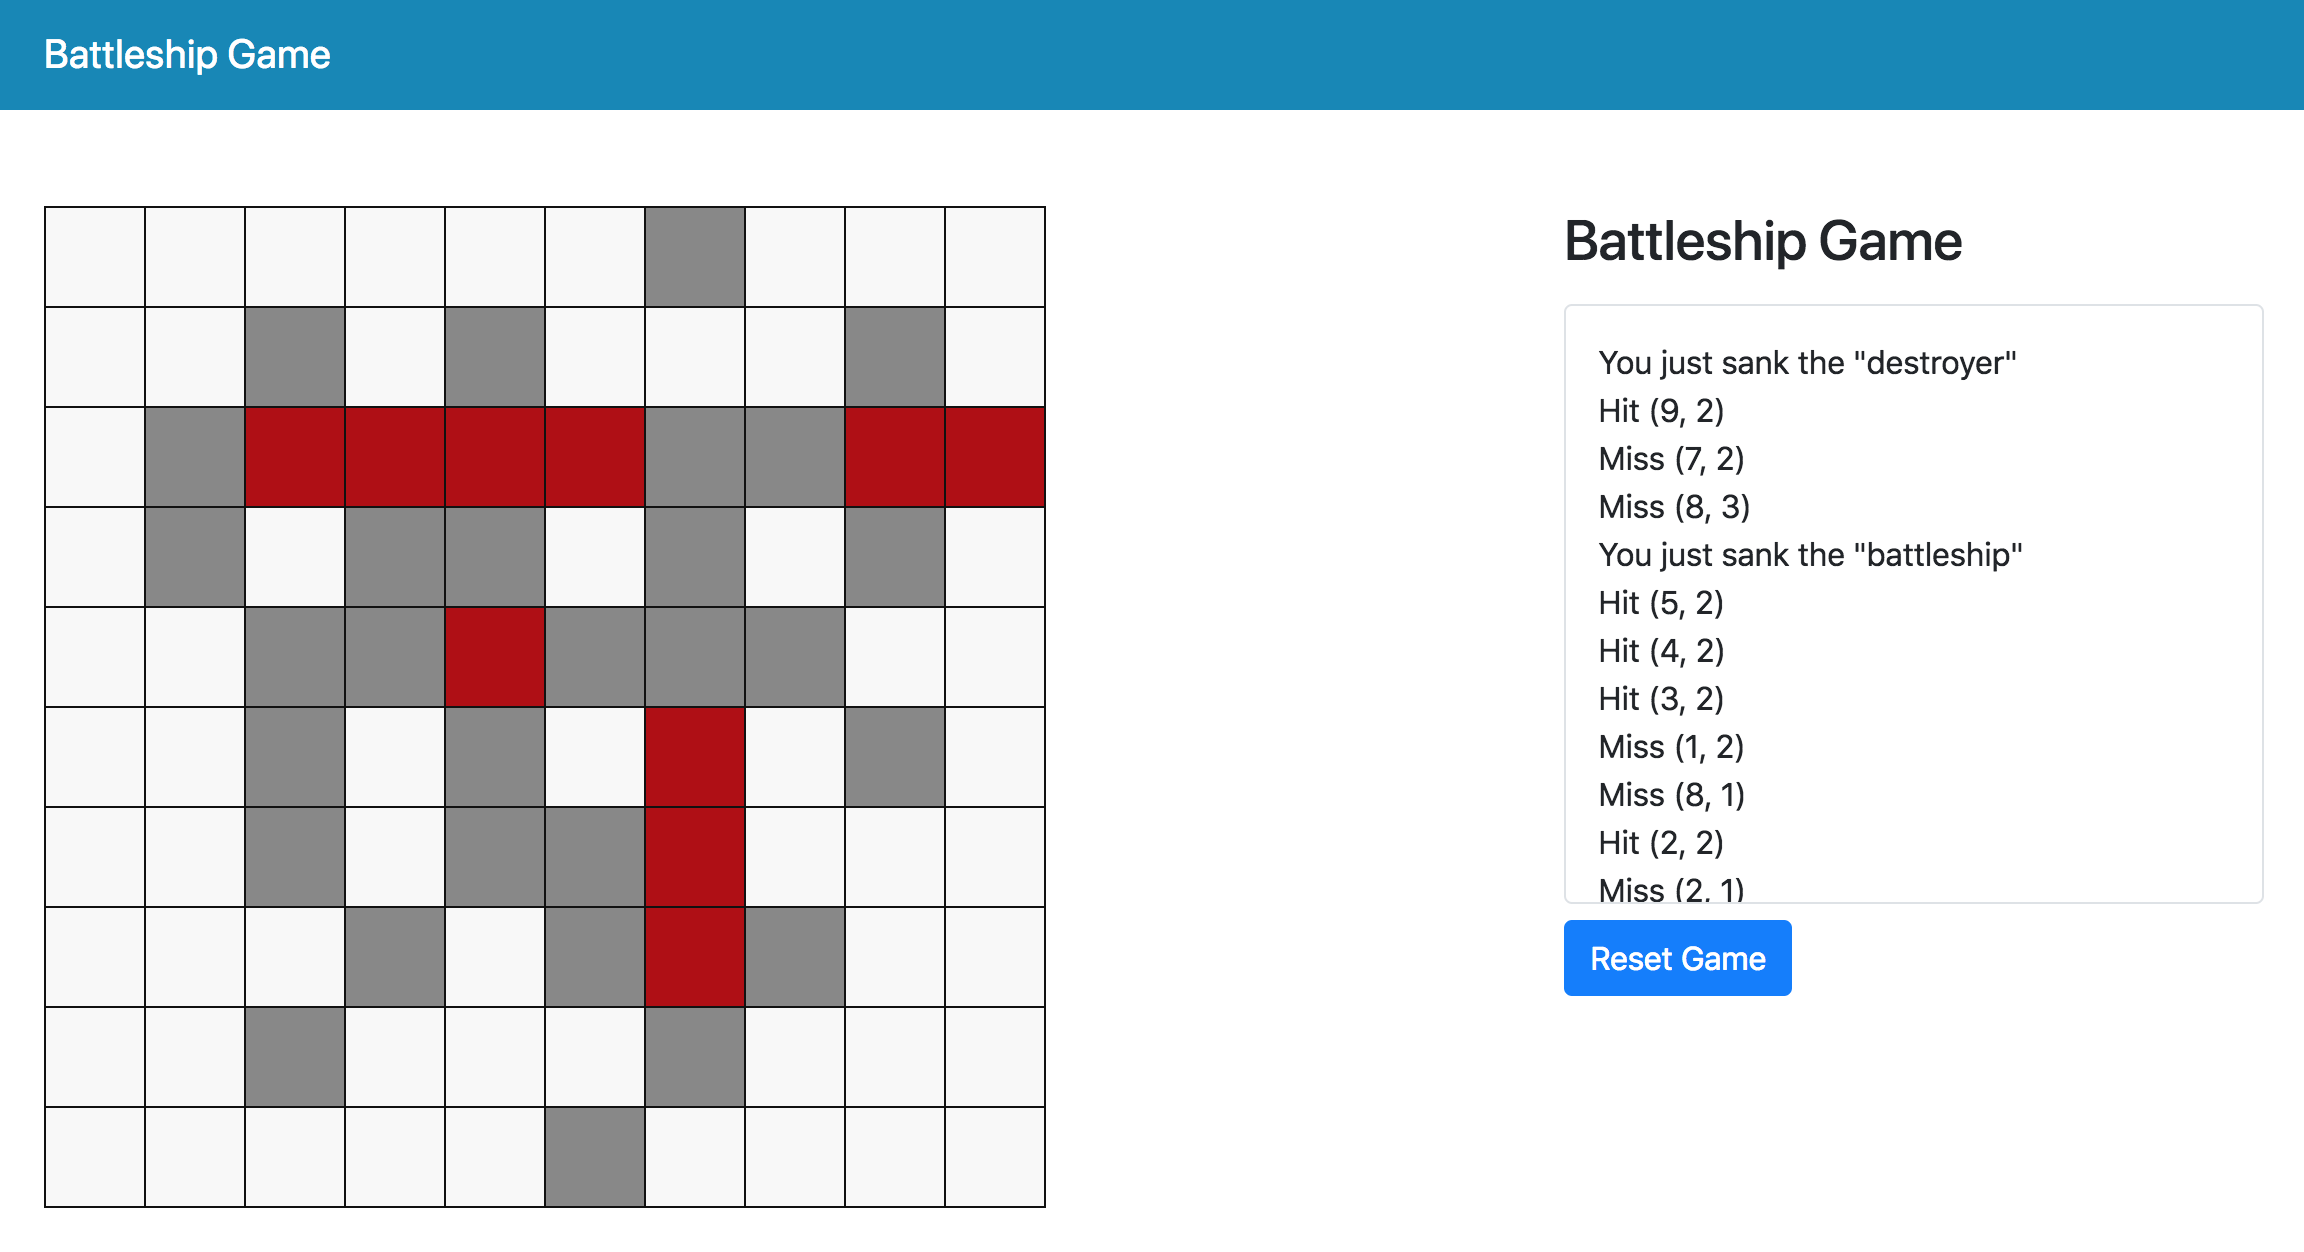 Battleship Game
Battleship Game
You just sank the "destroyer"
Hit (9, 2)
Miss (7, 2)
Miss (8, 3)
You just sank the "battleship"
Hit (5, 2)
Hit (4, 2)
Hit (3, 2)
Miss (1, 2)
Miss (8, 1)
Hit (2, 2)
Miss (2, 1)
Reset Game